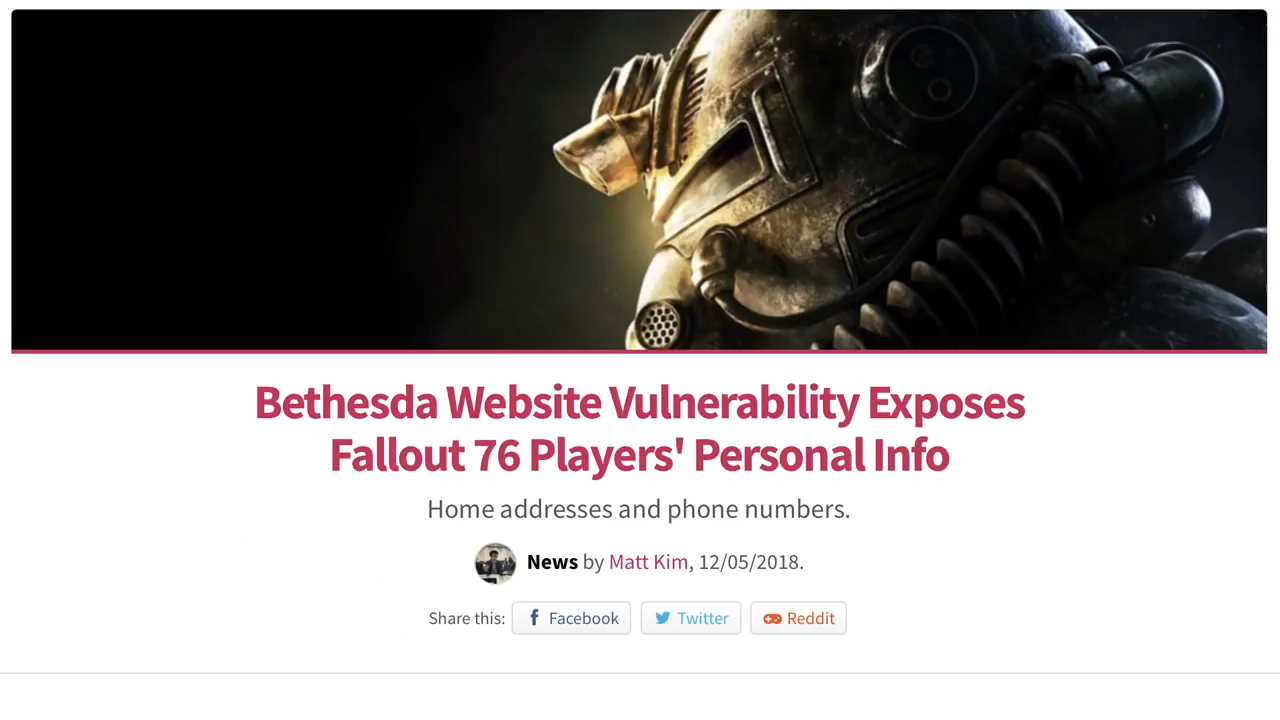 Bethesda Website Vulnerability Exposes
Fallout 76 Players' Personal Info
Home addresses and phone numbers.
News by Matt Kim, 12/05/2018.
Share this: Facebook Twitter Reddit